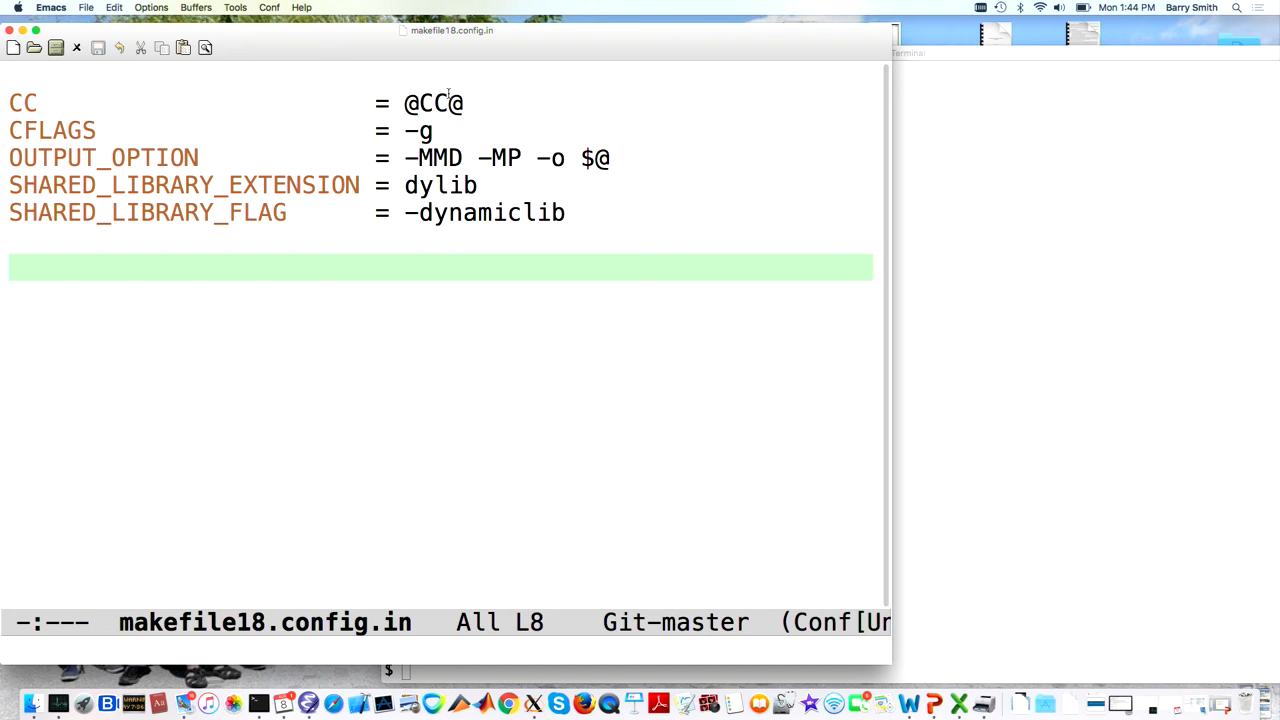 Emacs File Edit Options Buffers Tools Conf Help
Mon 1:44 PM Barry Smith
makefile18.config.in
Terminal
CC = @CC@
CFLAGS = -g
OUTPUT_OPTION = -MMD -MP -o $@
SHARED_LIBRARY_EXTENSION = dylib
SHARED_LIBRARY_FLAG = -dynamiclib
-:--- makefile18.config.in All L8 Git-master (Conf[Ur
$